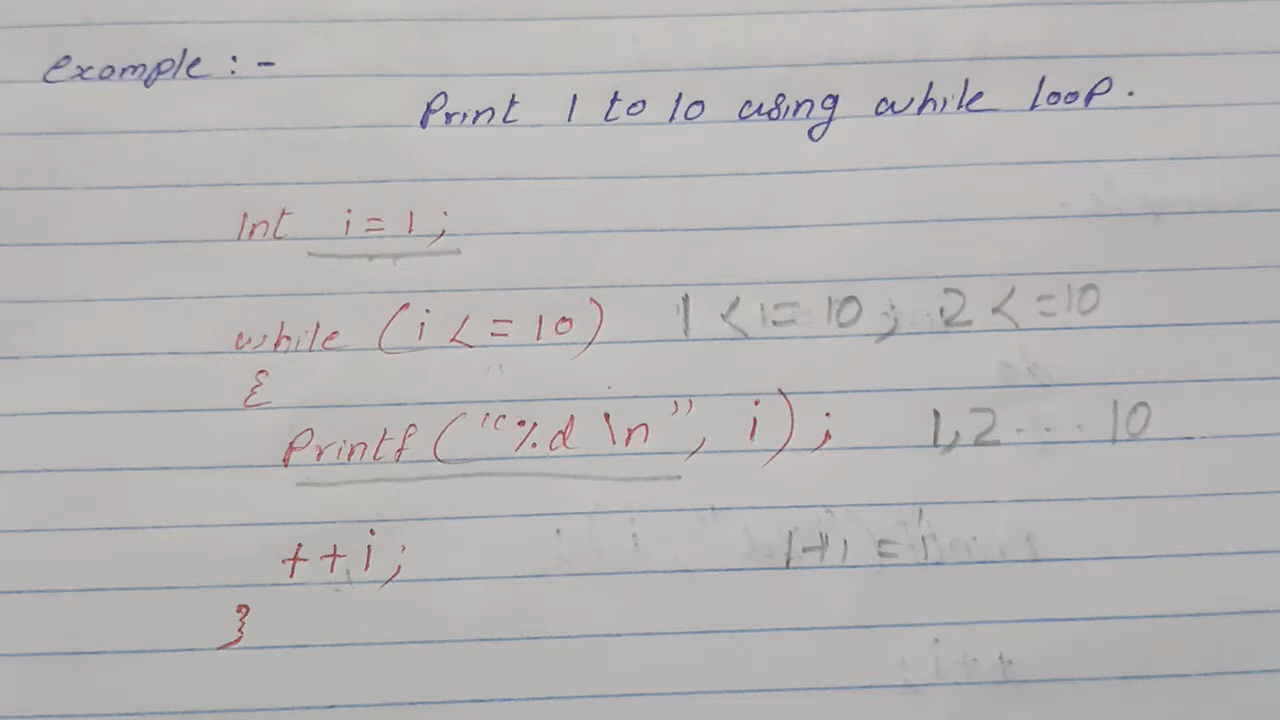 example :-
Print 1 to 10 using while loop.
Int i = 1 ;
while (i <= 10) 1 < 1= 10 ; 2 < =10
{
Printf ("%d \n", i) ; 1,2 ... 10
++i ;
}